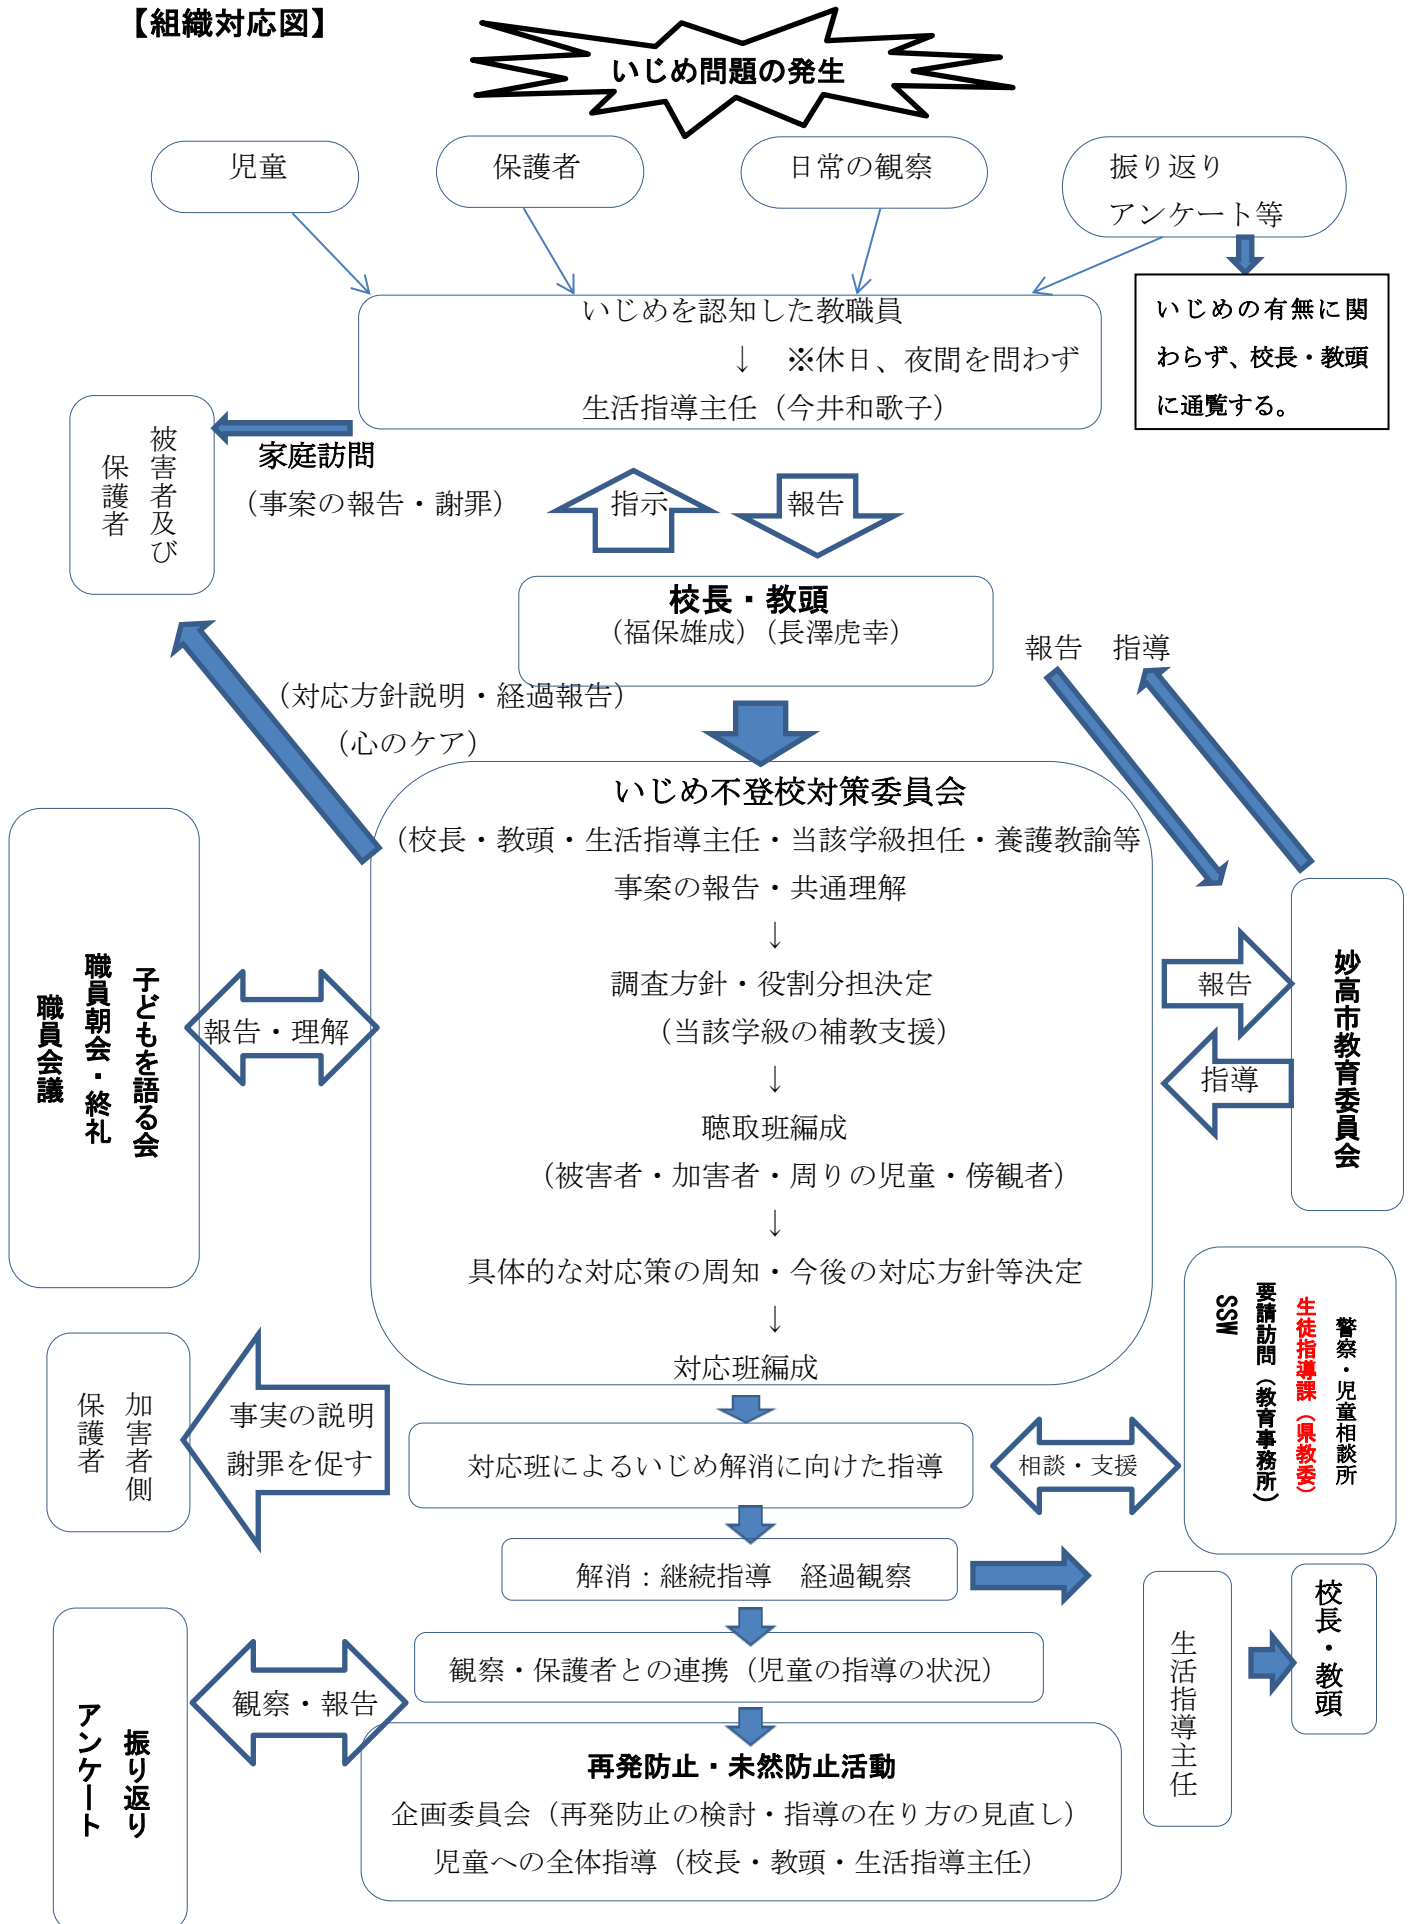 【組織対応図】
いじめ問題の発生
児童
保護者
日常の観察
振り返り
アンケート等
いじめを認知した教職員
↓　※休日、夜間を問わず
生活指導主任（今井和歌子）
いじめの有無に関
わらず、校長・教頭
に通覧する。
被害者及び
保護者
家庭訪問
（事案の報告・謝罪）
指示
報告
校長・教頭
（福保雄成）（長澤虎幸）
報告　指導
（対応方針説明・経過報告）
（心のケア）
いじめ不登校対策委員会
（校長・教頭・生活指導主任・当該学級担任・養護教諭等
事案の報告・共通理解
↓
調査方針・役割分担決定
（当該学級の補教支援）
↓
聴取班編成
（被害者・加害者・周りの児童・傍観者）
↓
具体的な対応策の周知・今後の対応方針等決定
↓
対応班編成
子どもを語る会
職員朝会・終礼
職員会議
報告・理解
報告
指導
妙高市教育委員会
警察・児童相談所
生徒指導課（県教委）
要請訪問（教育事務所）
SSW
加害者側
保護者
事実の説明
謝罪を促す
対応班によるいじめ解消に向けた指導
相談・支援
解消：継続指導　経過観察
生活指導主任
校長・教頭
観察・保護者との連携（児童の指導の状況）
振り返り
アンケート
観察・報告
再発防止・未然防止活動
企画委員会（再発防止の検討・指導の在り方の見直し）
児童への全体指導（校長・教頭・生活指導主任）